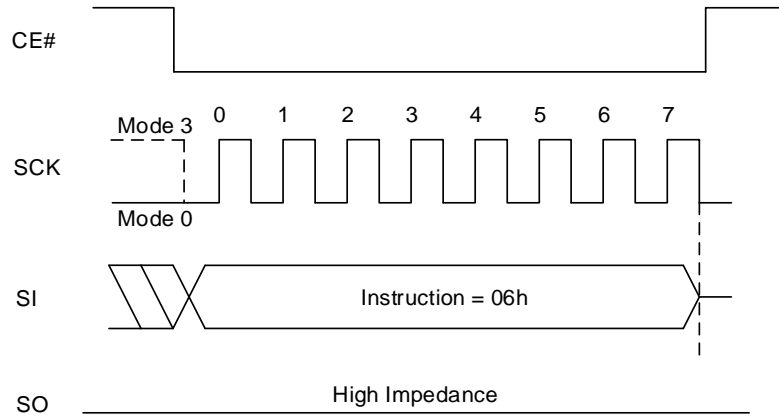 CE#
0 1 2 3 4 5 6 7
Mode 3
SCK
Mode 0
SI
Instruction = 06h
SO
High Impedance